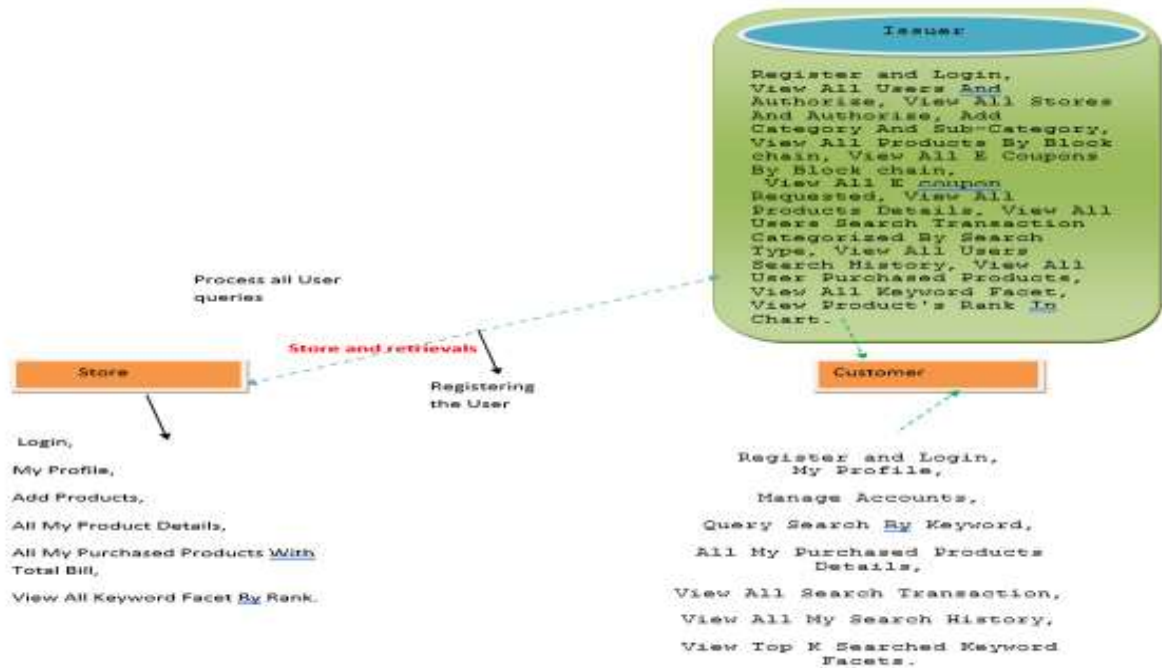 Issuer
Register and Login,
View All Users And
Authorize, View All Stores
And Authorize, Add
Category And Sub-Category,
View All Products By Block
chain, View All E Coupons
By Block chain,
View All E coupon
Requested, View All
Products Details, View All
Users Search Transaction
Categorized By Search
Type, View All Users
Search History, View All
User Purchased Products,
View All Keyword Facet,
View Product's Rank In
Chart.
Process all User
queries
Store and retrievals
Registering
the User
Store
Login,
My Profile,
Add Products,
All My Product Details,
All My Purchased Products With
Total Bill,
View All Keyword Facet By Rank.
Customer
Register and Login,
My Profile,
Manage Accounts,
Query Search By Keyword,
All My Purchased Products
Details,
View All Search Transaction,
View All My Search History,
View Top K Searched Keyword
Facets.